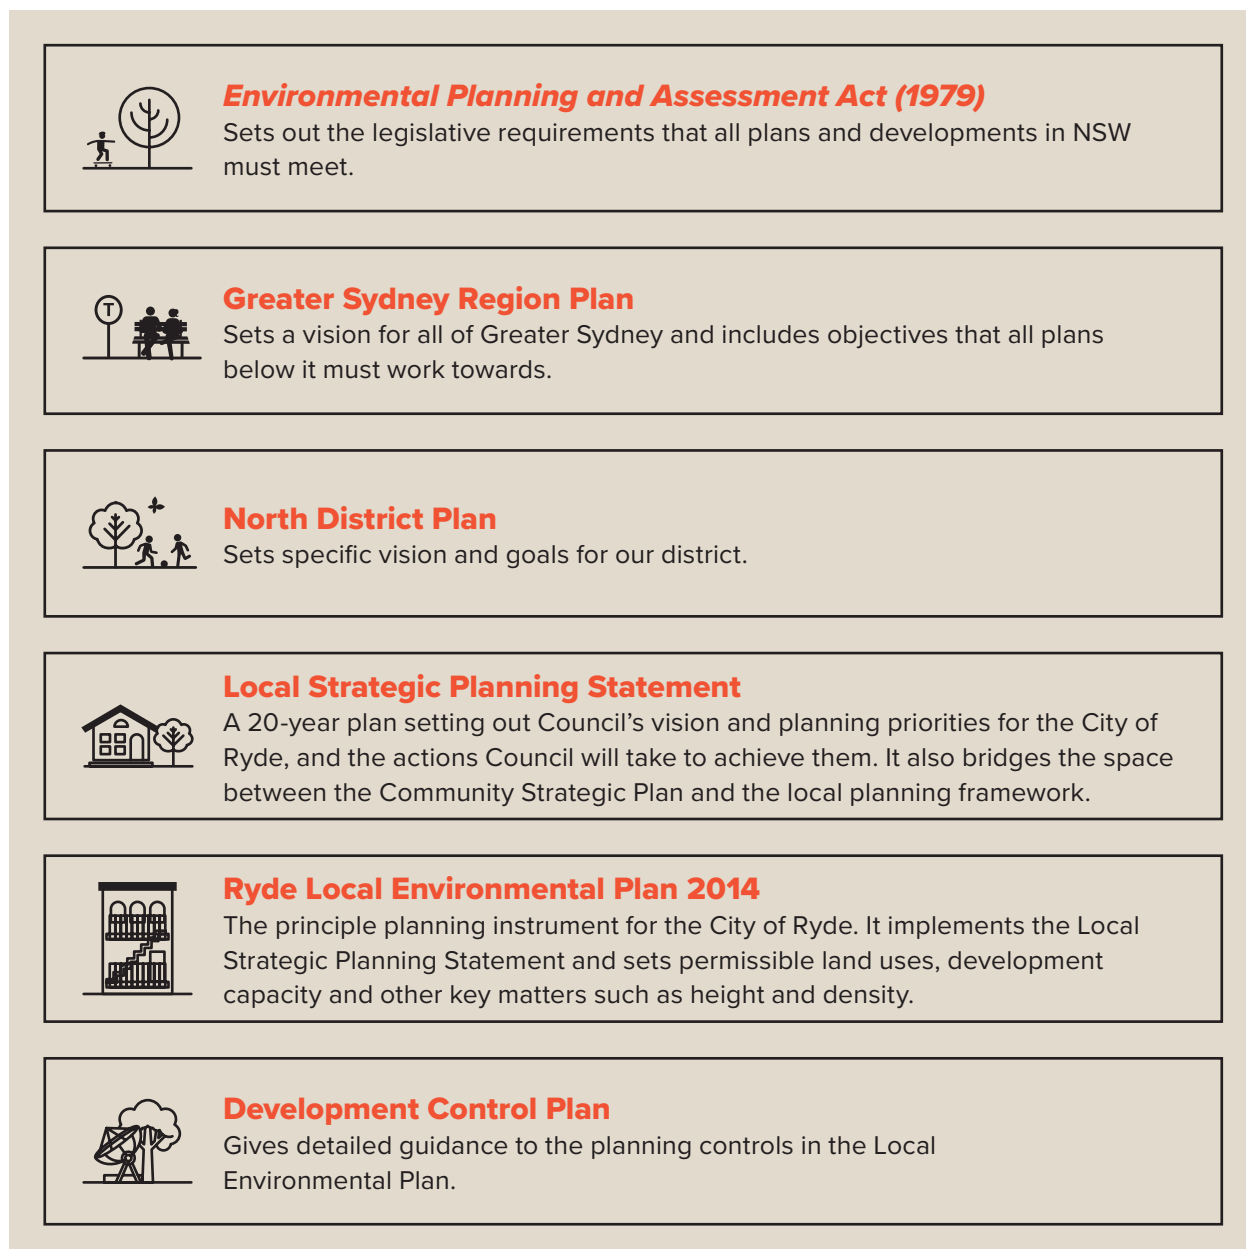 Environmental Planning and Assessment Act (1979)
Sets out the legislative requirements that all plans and developments in NSW
must meet.
T
Greater Sydney Region Plan
Sets a vision for all of Greater Sydney and includes objectives that all plans
below it must work towards.
North District Plan
Sets specific vision and goals for our district.
Local Strategic Planning Statement
A 20-year plan setting out Council’s vision and planning priorities for the City of
Ryde, and the actions Council will take to achieve them. It also bridges the space
between the Community Strategic Plan and the local planning framework.
Ryde Local Environmental Plan 2014
The principle planning instrument for the City of Ryde. It implements the Local
Strategic Planning Statement and sets permissible land uses, development
capacity and other key matters such as height and density.
Development Control Plan
Gives detailed guidance to the planning controls in the Local
Environmental Plan.